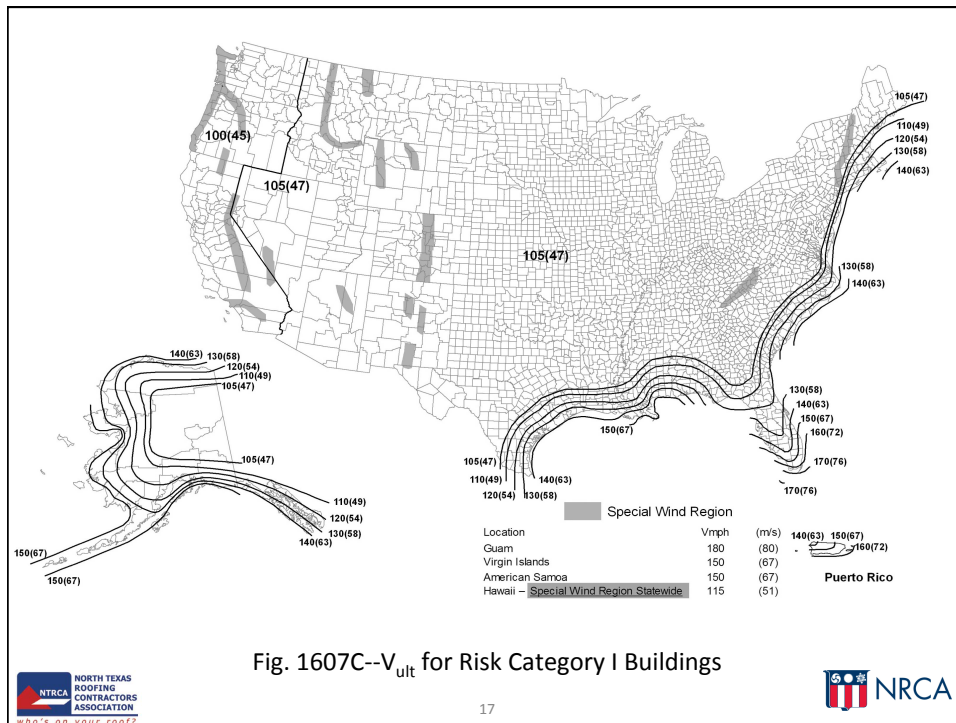 100(45)
105(47)
105(47)
105(47)
110(49)
120(54)
130(58)
140(63)
130(58)
140(63)
140(63)
130(58)
120(54)
110(49)
105(47)
105(47)
110(49)
120(54)
130(58)
140(63)
150(67)
150(67)
105(47)
110(49)
120(54)
130(58)
140(63)
150(67)
130(58)
140(63)
150(67)
160(72)
170(76)
170(76)
Special Wind Region
Location Vmph (m/s)
Guam 180 (80)
Virgin Islands 150 (67)
American Samoa 150 (67)
Hawaii – Special Wind Region Statewide 115 (51)
140(63) 150(67)
160(72)
Puerto Rico
Fig. 1607C--Vult for Risk Category I Buildings
NTRCA
NORTH TEXAS
ROOFING
CONTRACTORS
ASSOCIATION
who's on your roof?
17
NRCA